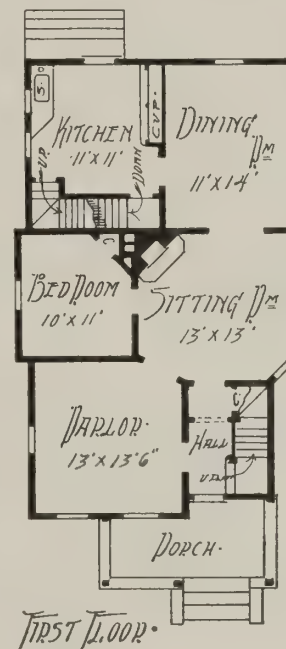 S.
CUP.
KITCHEN
11' X 11'
DINING
RM
11' X 14'
UP
DOWN
C
BED ROOM
10' X 11'
SITTING RM
13' X 13'
C
PARLOR.
13' X 13'6"
HALL
UP
PORCH.
FIRST FLOOR.